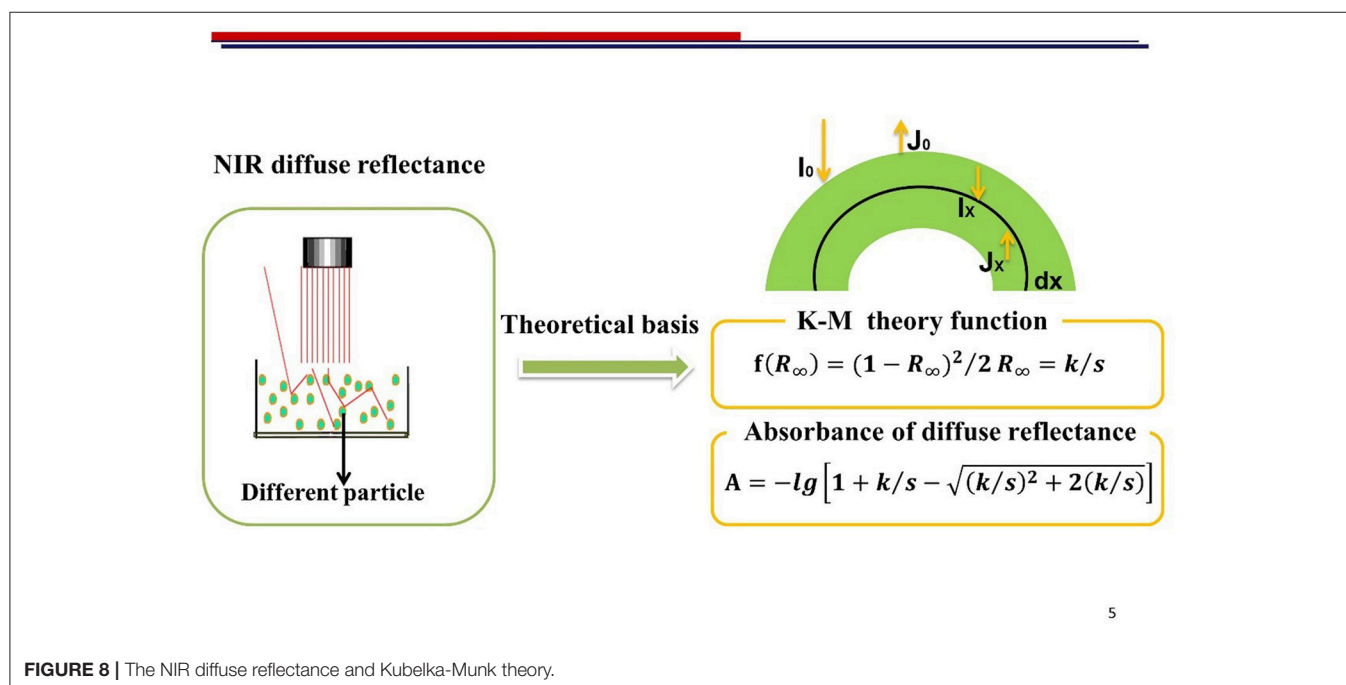 NIR diffuse reflectance
Different particle
Theoretical basis
I₀
J₀
Iₓ
Jₓ
dx
K-M theory function
f(R∞) = (1 − R∞)²/2 R∞ = k/s
Absorbance of diffuse reflectance
A = −lg[1 + k/s − √((k/s)² + 2(k/s))]
5
FIGURE 8 | The NIR diffuse reflectance and Kubelka-Munk theory.